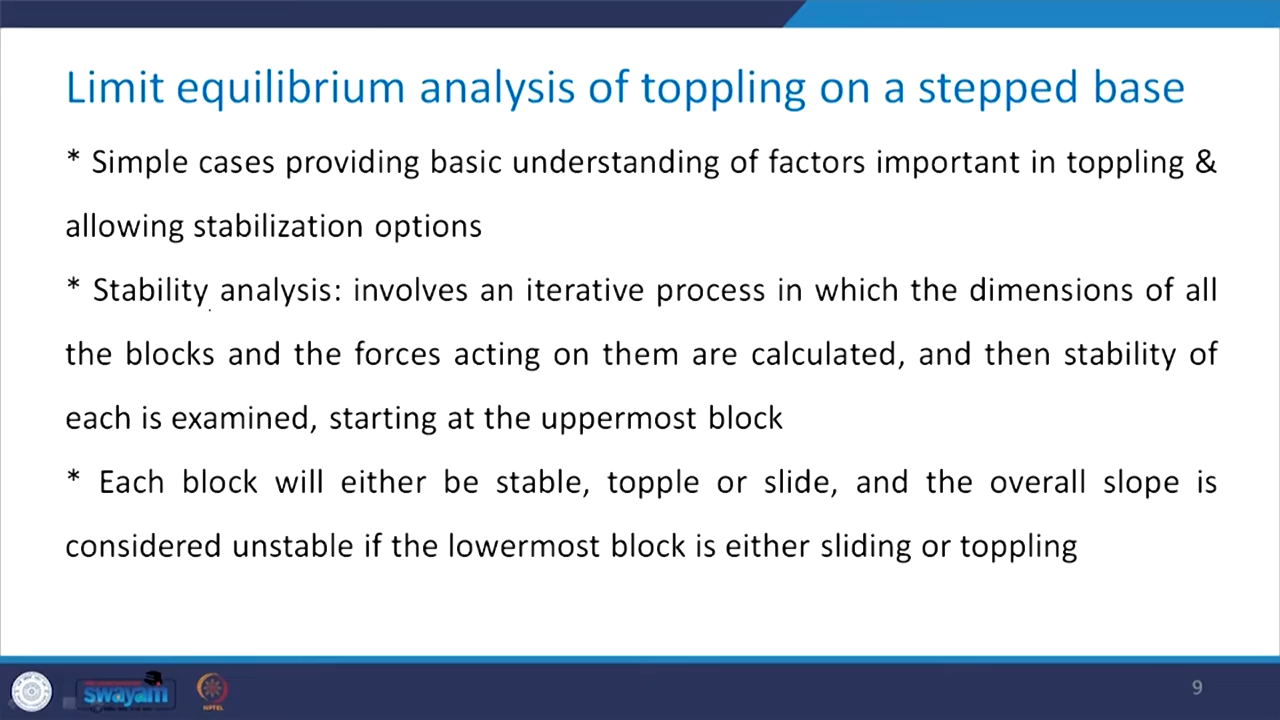 Limit equilibrium analysis of toppling on a stepped base
* Simple cases providing basic understanding of factors important in toppling &
allowing stabilization options
* Stability analysis: involves an iterative process in which the dimensions of all
the blocks and the forces acting on them are calculated, and then stability of
each is examined, starting at the uppermost block
* Each block will either be stable, topple or slide, and the overall slope is
considered unstable if the lowermost block is either sliding or toppling
swayam
NPTEL
9